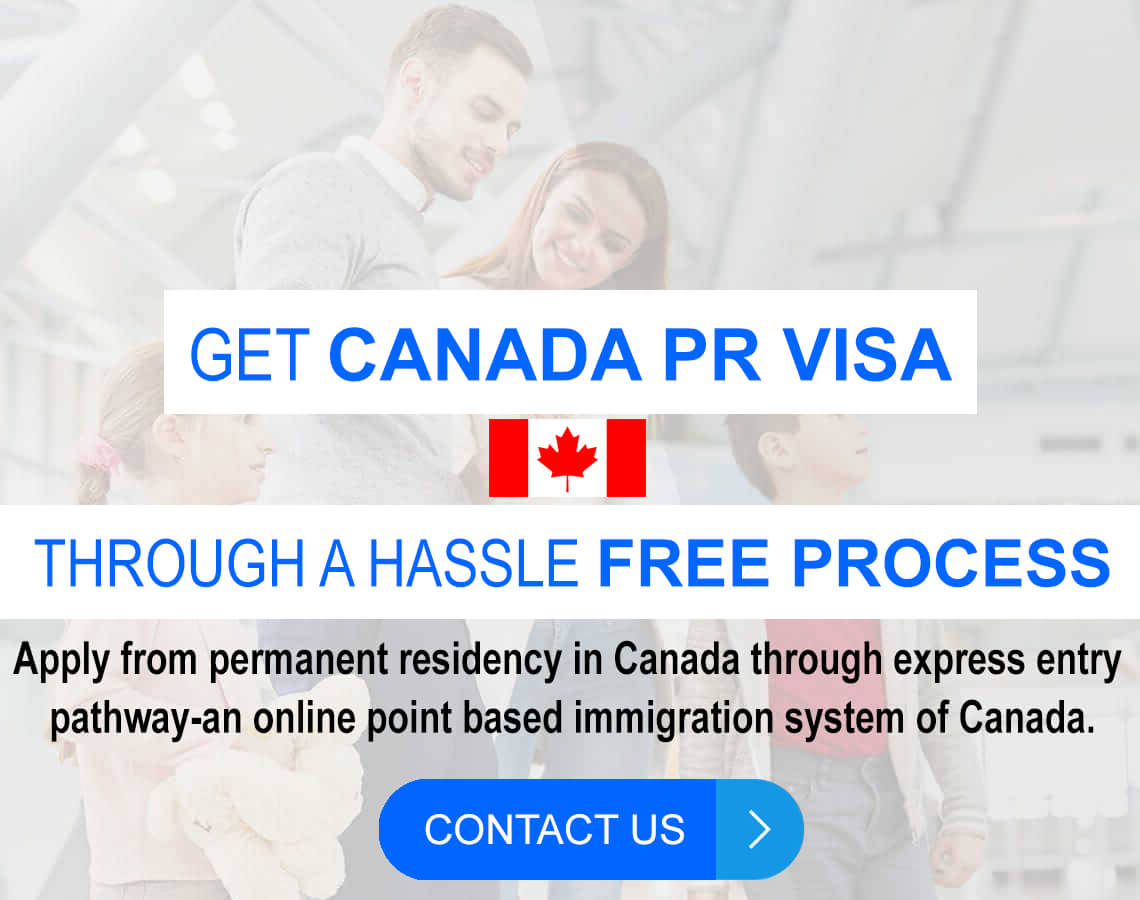 GET CANADA PR VISA
THROUGH A HASSLE FREE PROCESS
Apply from permanent residency in Canada through express entry
pathway-an online point based immigration system of Canada.
CONTACT US